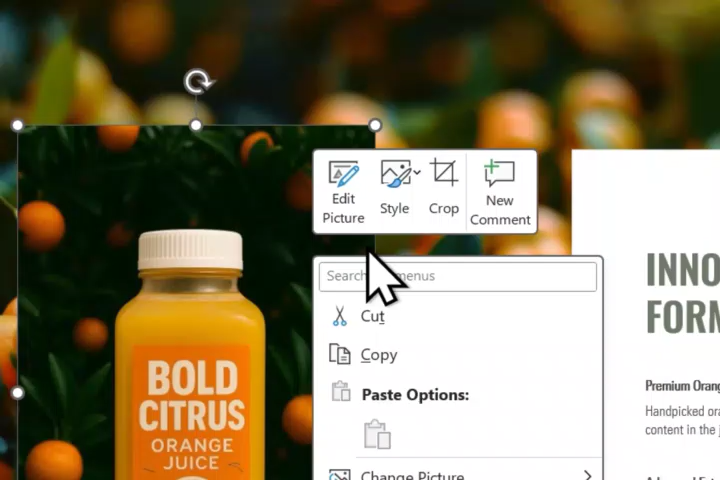 Edit
Picture
Style
Crop
New
Comment
Search menus
Cut
Copy
Paste Options:
Change Picture
BOLD
CITRUS
ORANGE
JUICE
INNO
FORM
Premium Orang
Handpicked ora
content in the j